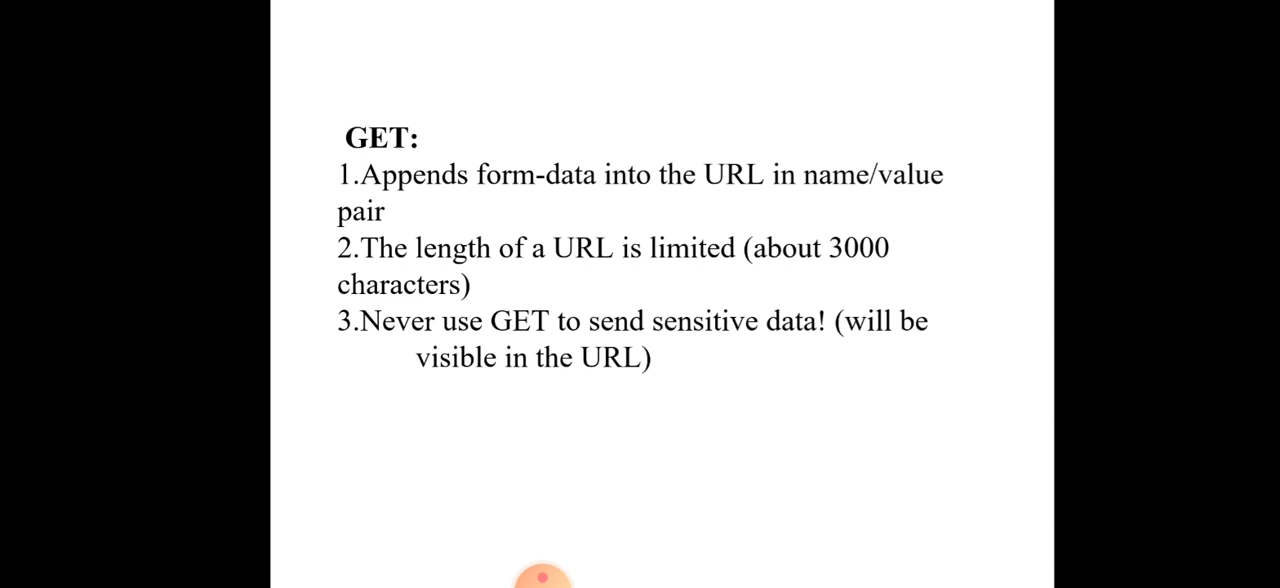 GET:
1.Appends form-data into the URL in name/value
pair
2.The length of a URL is limited (about 3000
characters)
3.Never use GET to send sensitive data! (will be
visible in the URL)